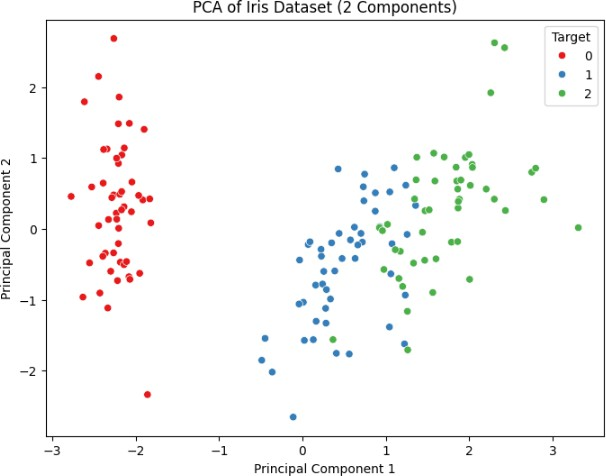 PCA of Iris Dataset (2 Components)
Target
0
1
2
Principal Component 2
2
1
0
−1
−2
−3 −2 −1 0 1 2 3
Principal Component 1